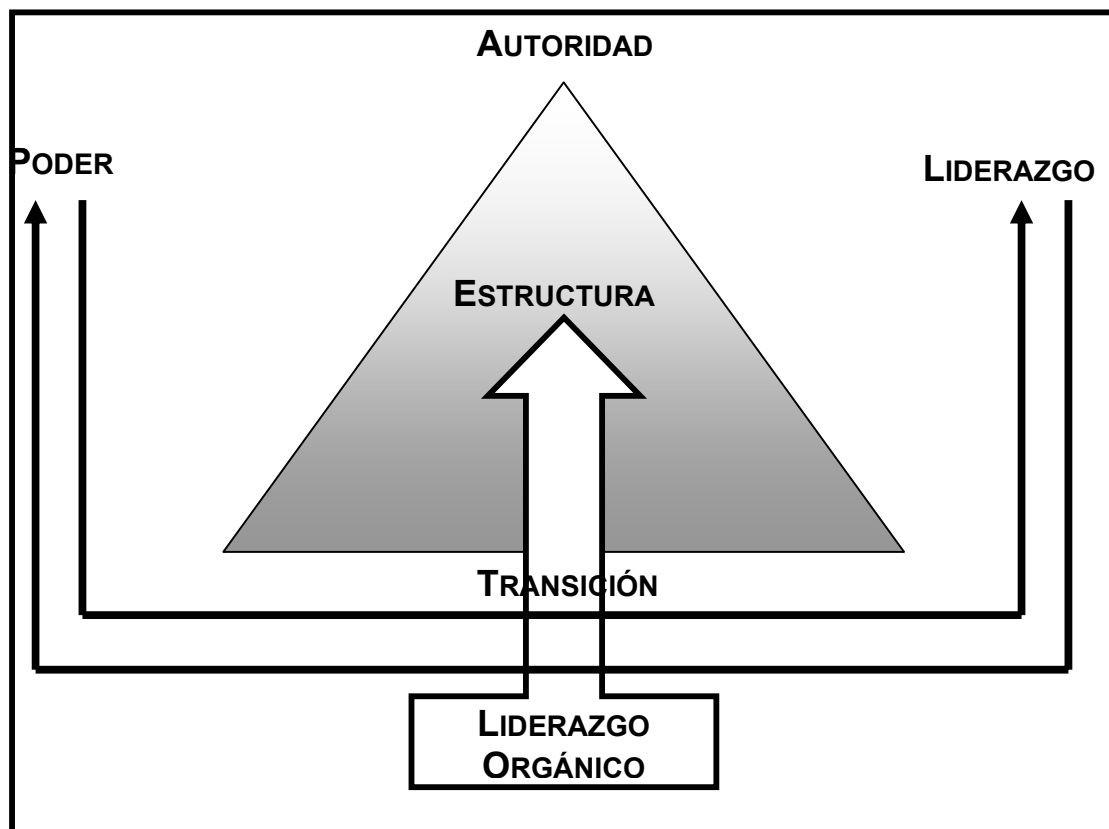 AUTORIDAD
PODER
LIDERAZGO
ESTRUCTURA
TRANSICIÓN
LIDERAZGO
ORGÁNICO